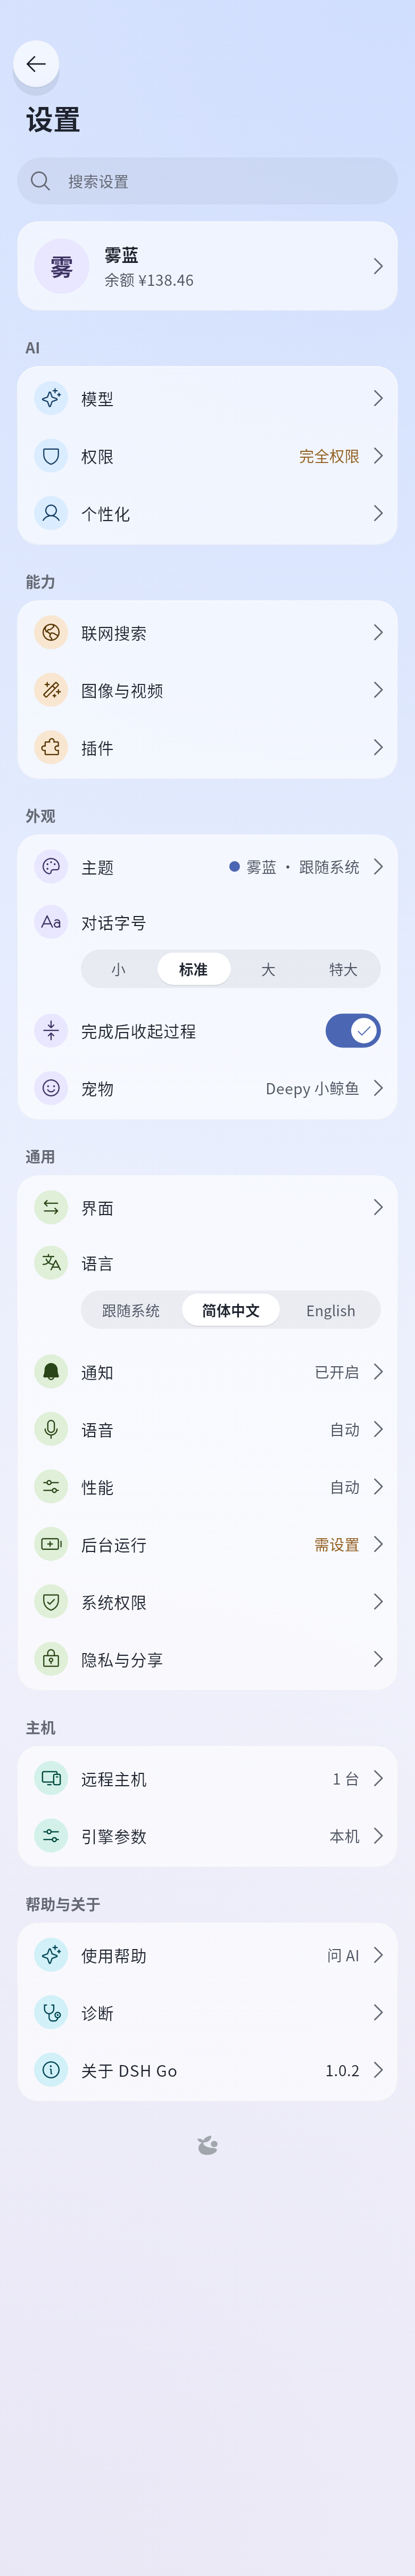 设置
搜索设置
雾
雾蓝
余额 ¥138.46
AI
模型
权限 完全权限
个性化
能力
联网搜索
图像与视频
插件
外观
主题 雾蓝 · 跟随系统
Aa 对话字号
小 标准 大 特大
完成后收起过程
宠物 Deepy 小鲸鱼
通用
界面
文A 语言
跟随系统 简体中文 English
通知 已开启
语音 自动
性能 自动
后台运行 需设置
系统权限
隐私与分享
主机
远程主机 1 台
引擎参数 本机
帮助与关于
使用帮助 问 AI
诊断
关于 DSH Go 1.0.2